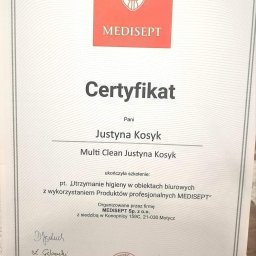 MEDISEPT
Certyfikat
Pani
Justyna Kosyk
Multi Clean Justyna Kosyk
ukończyła szkolenie:
pt. „Utrzymanie higieny w obiektach biurowych
z wykorzystaniem Produktów profesjonalnych MEDISEPT"
Organizowane przez firmę
MEDISEPT Sp. z o.o.
z siedzibą w Konopnicy 159C, 21-030 Motycz